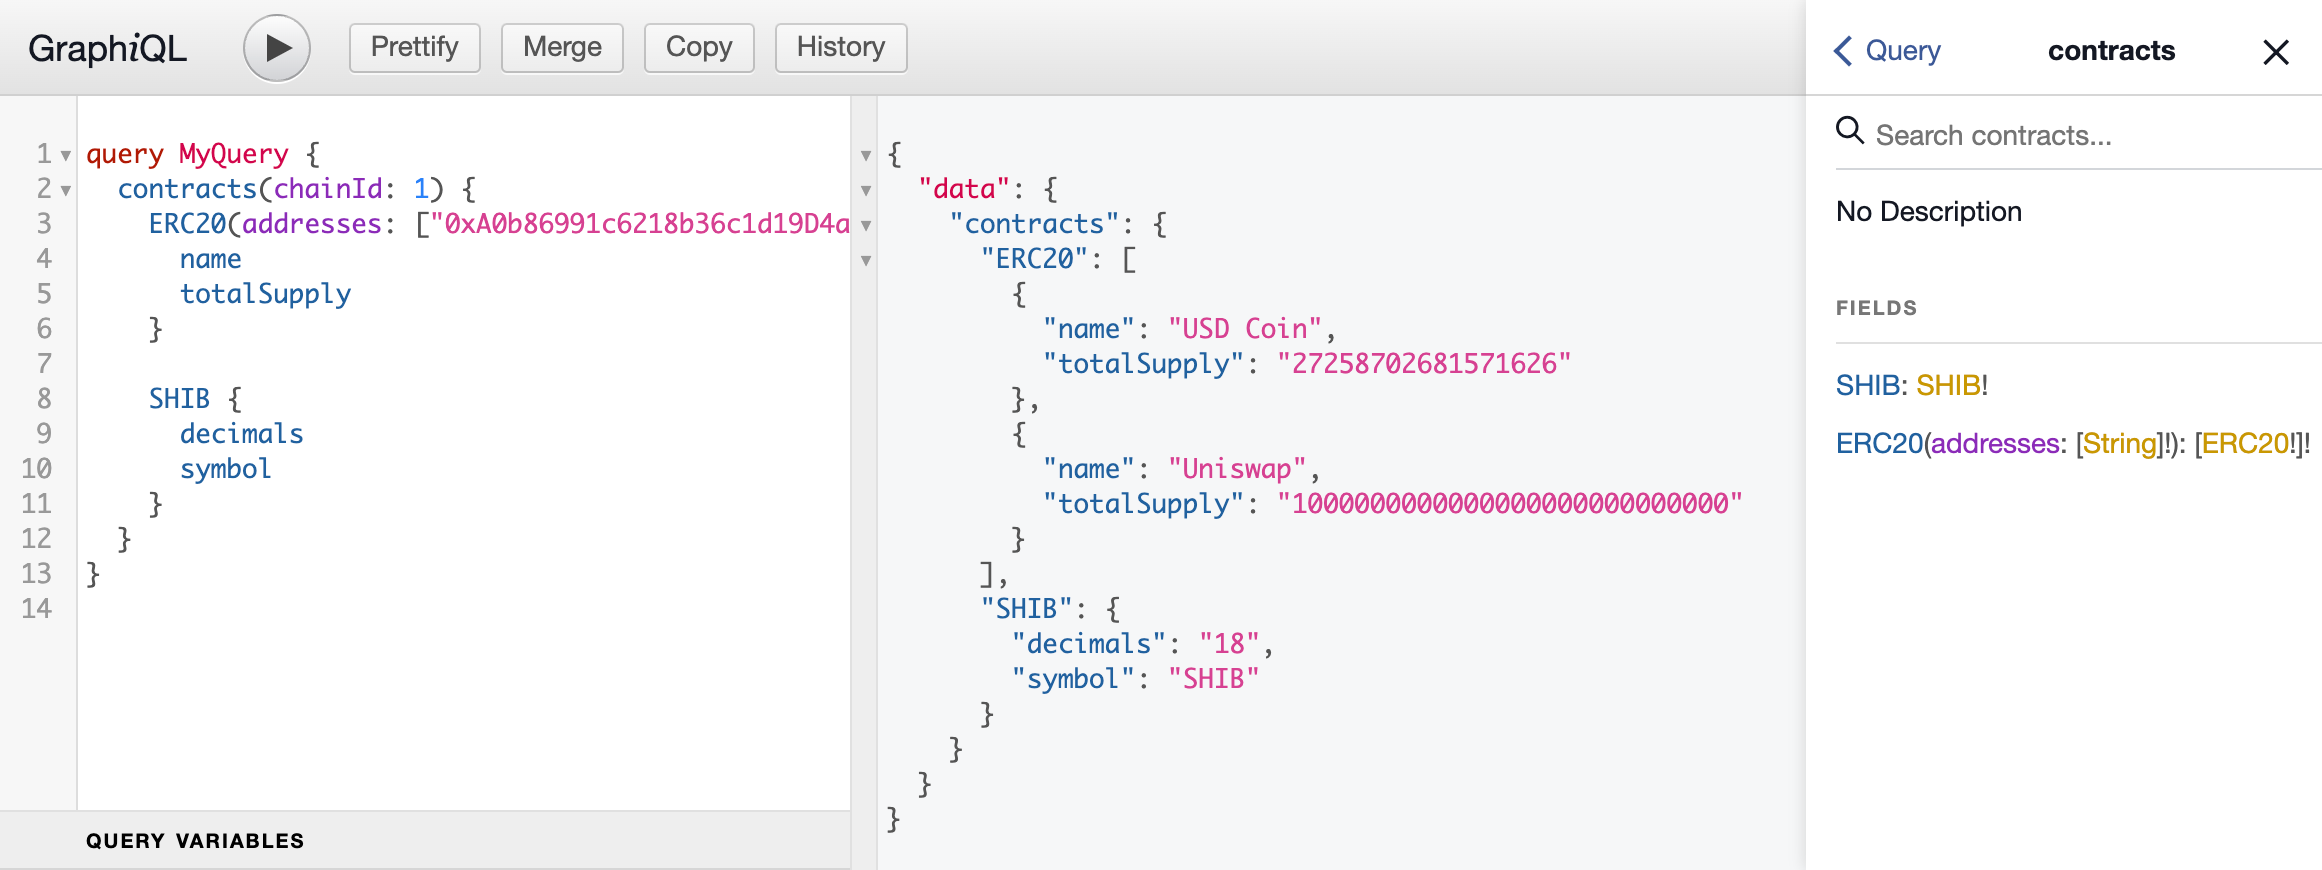 GraphiQL
Prettify
Merge
Copy
History
1 query MyQuery {
2 contracts(chainId: 1) {
3 ERC20(addresses: ["0xA0b86991c6218b36c1d19D4a
4 name
5 totalSupply
6 }
7
8 SHIB {
9 decimals
10 symbol
11 }
12 }
13 }
14
QUERY VARIABLES
{
"data": {
"contracts": {
"ERC20": [
{
"name": "USD Coin",
"totalSupply": "27258702681571626"
},
{
"name": "Uniswap",
"totalSupply": "1000000000000000000000000000"
}
],
"SHIB": {
"decimals": "18",
"symbol": "SHIB"
}
}
}
}
Query
contracts
Search contracts...
No Description
FIELDS
SHIB: SHIB!
ERC20(addresses: [String]!): [ERC20!]!